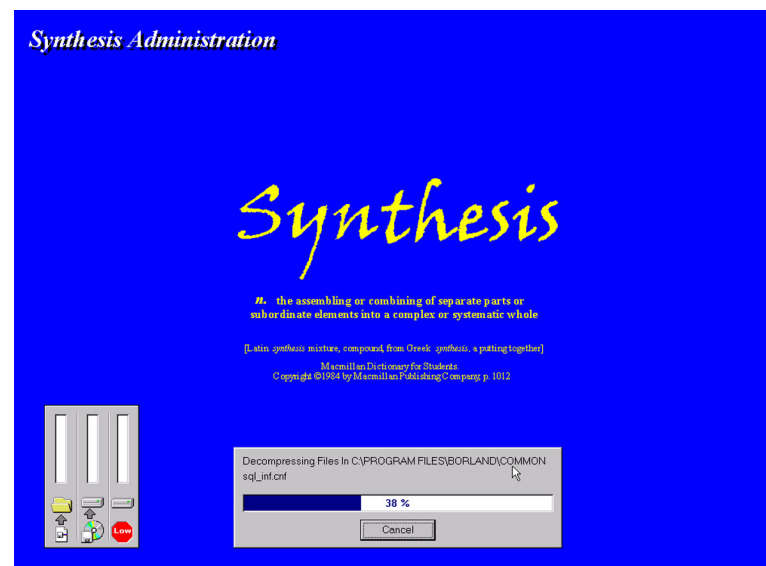 Synthesis Administration
Synthesis
n. the assembling or combining of separate parts or
subordinate elements into a complex or systematic whole
[Latin synthesis mixture, compound, from Greek synthesis, a putting together]
Macmillan Dictionary for Students.
Copyright ©1984 by Macmillan Publishing Company, p. 1012
Decompressing Files In C:\PROGRAM FILES\BORLAND\COMMON
sql_inf.cnf
38 %
Low
Cancel